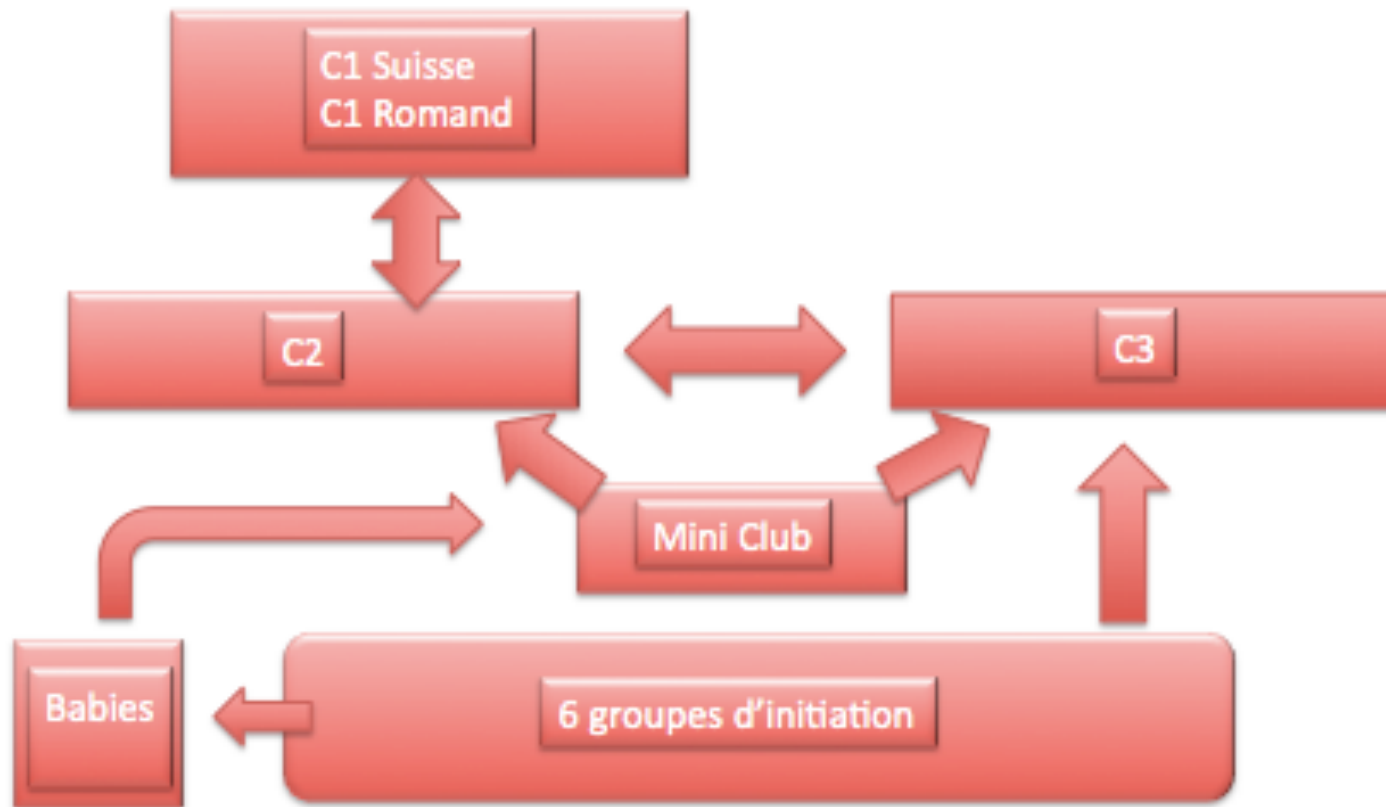 C1 Suisse
C1 Romand
C2
C3
Mini Club
Babies
6 groupes d’initiation